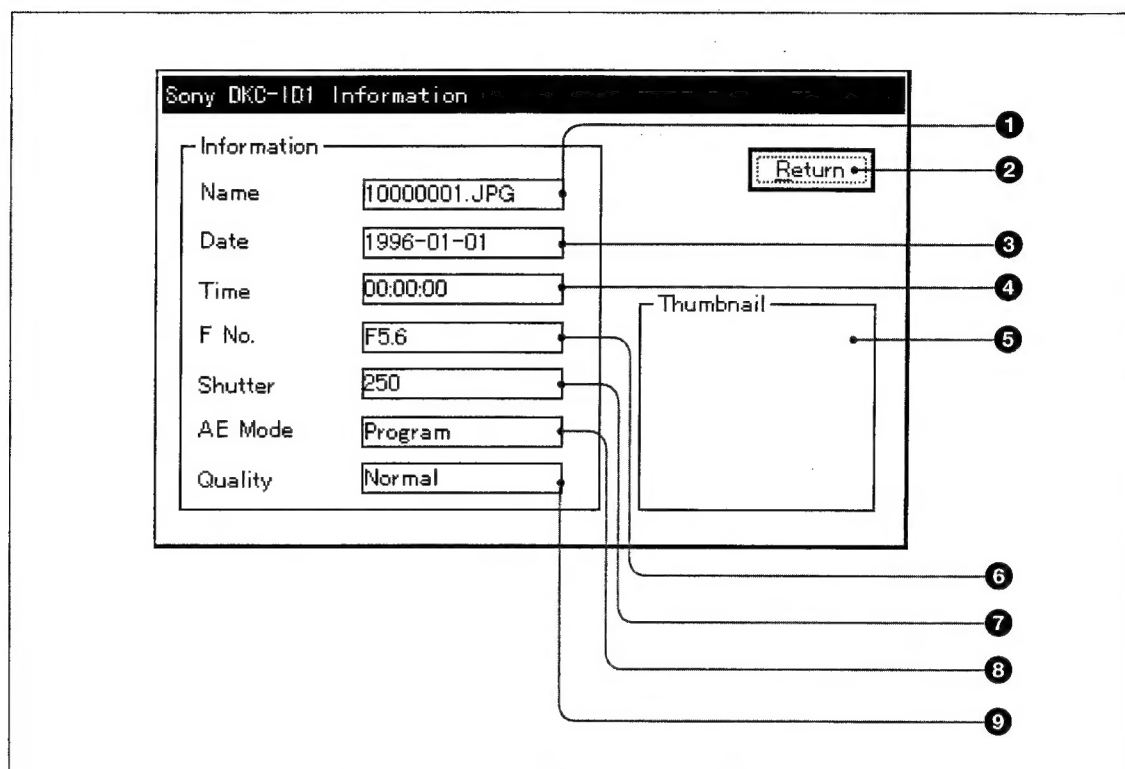 Sony DKC-ID1 Information
Information
Name 10000001.JPG
Date 1996-01-01
Time 00:00:00
F No. F5.6
Shutter 250
AE Mode Program
Quality Normal
Return
Thumbnail
1
2
3
4
5
6
7
8
9